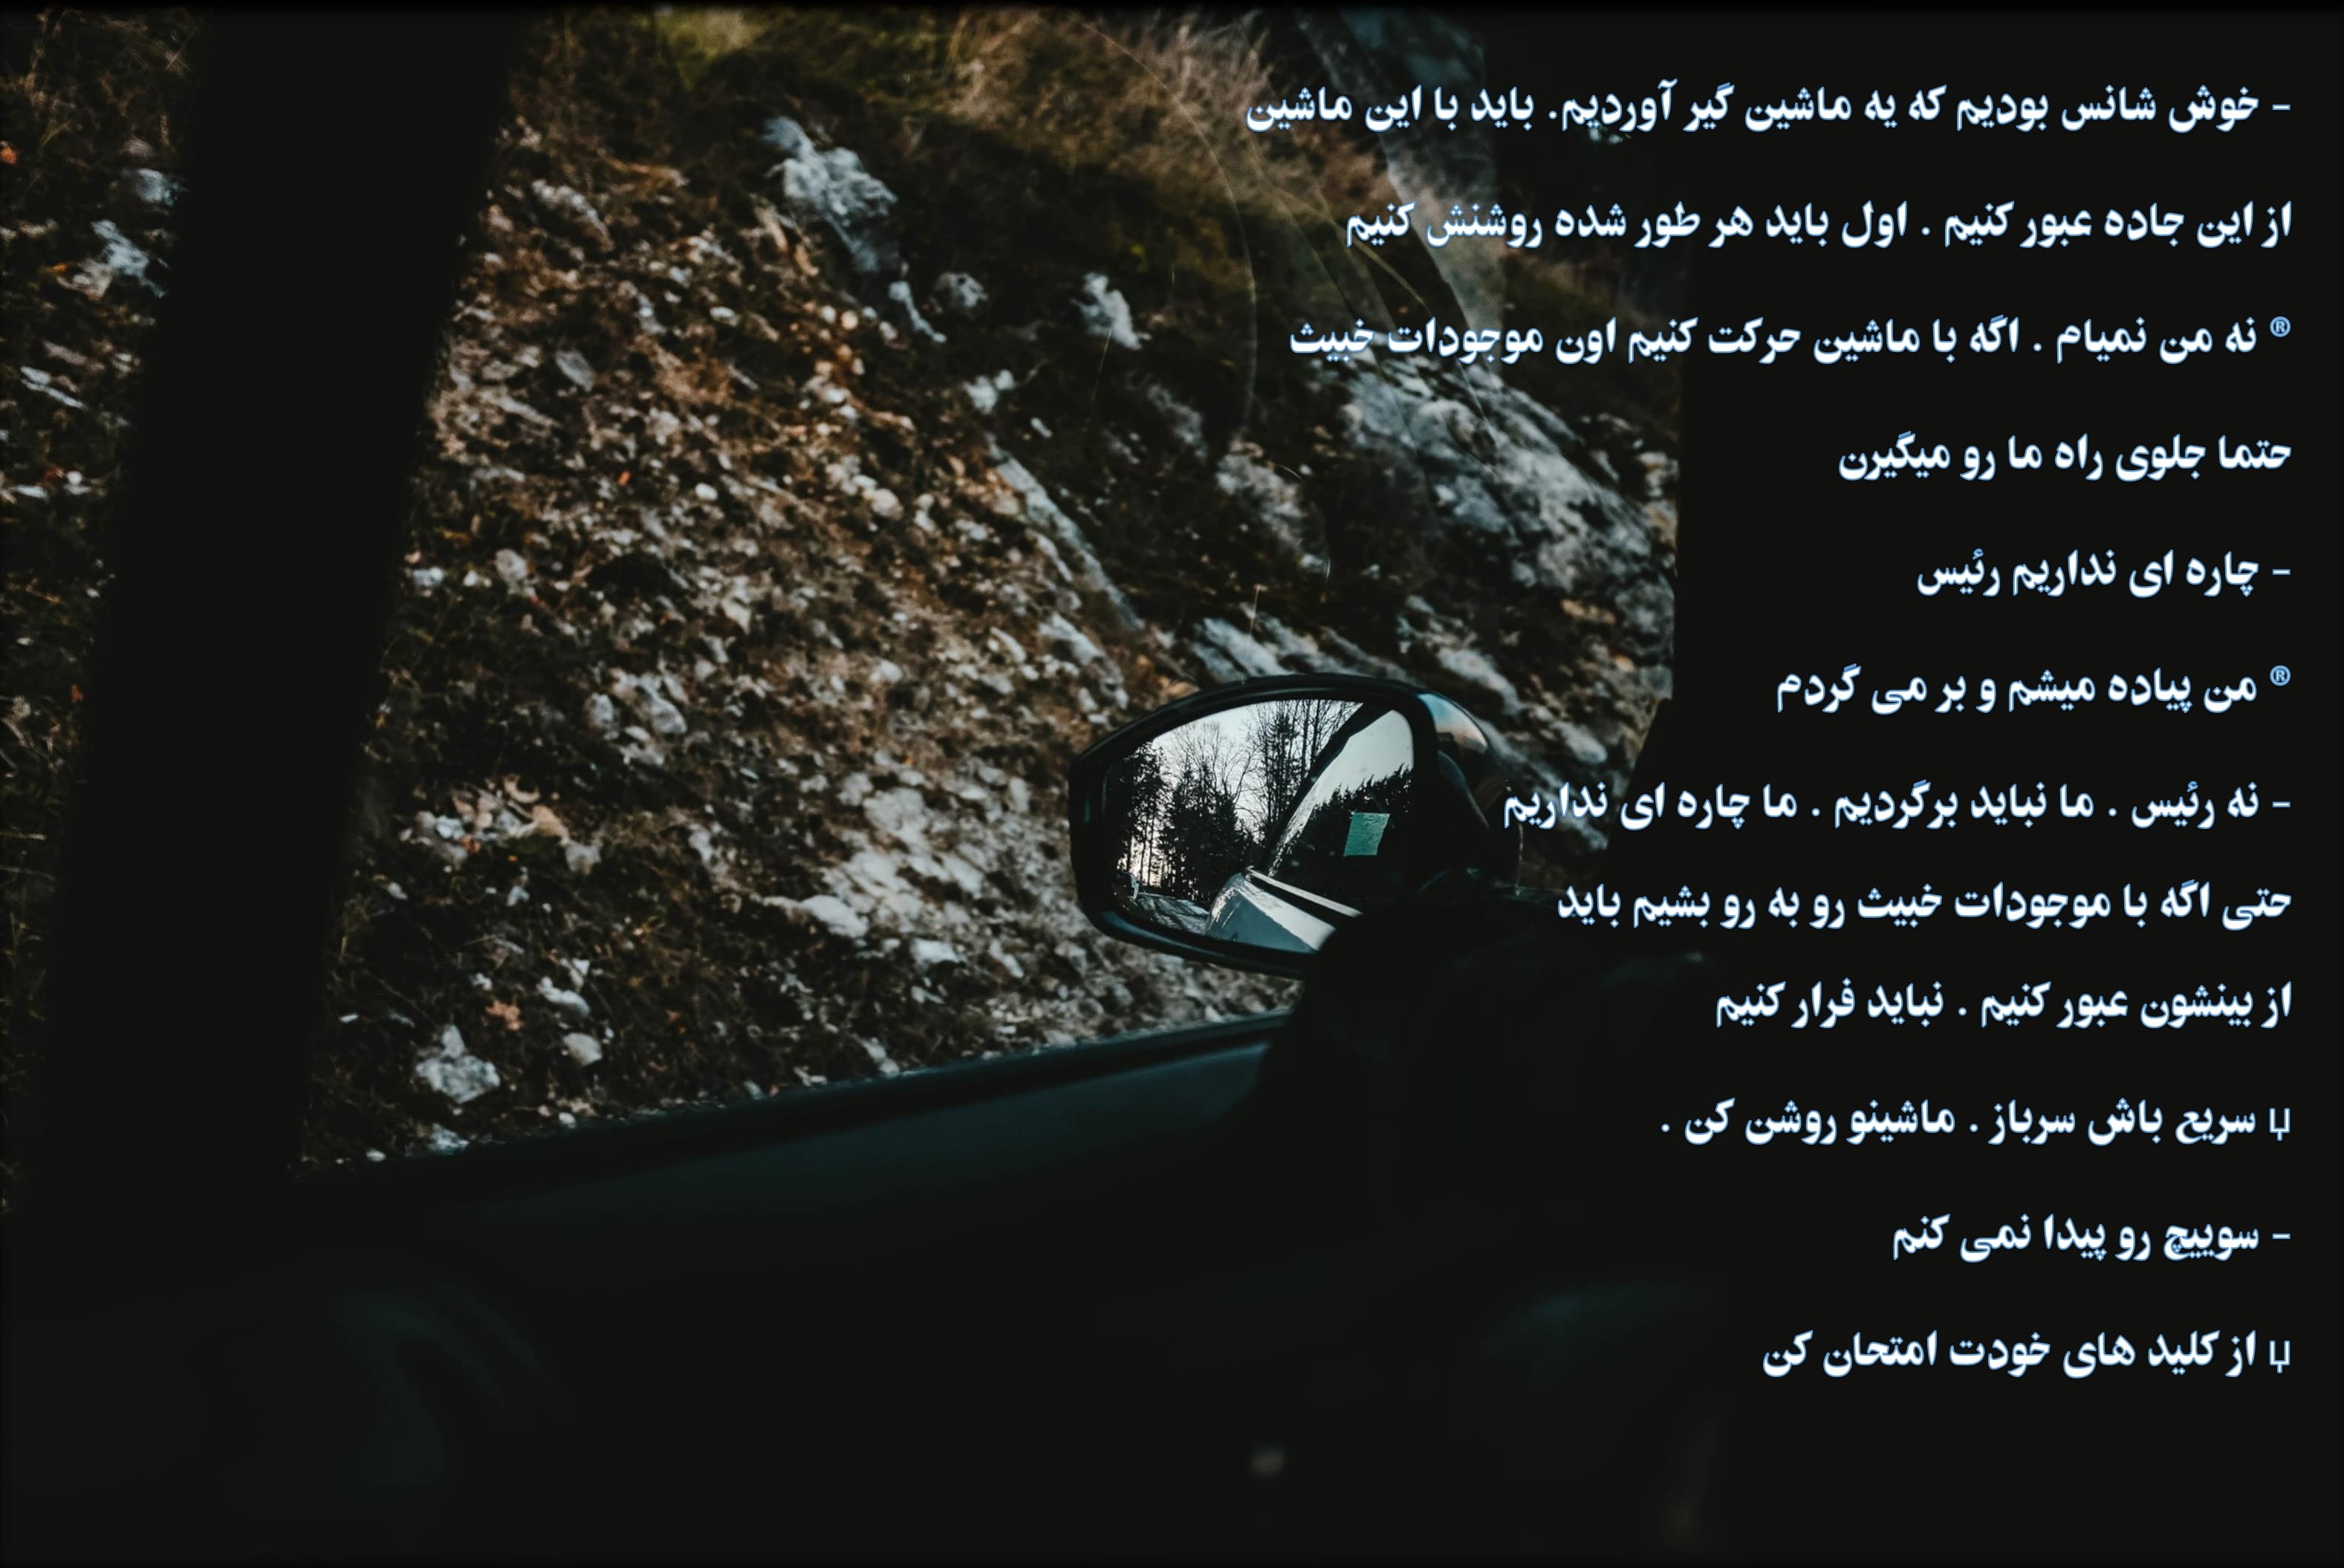 - خوش شانس بودیم که یه ماشین گیر آوردیم. باید با این ماشین
از این جاده عبور کنیم . اول باید هر طور شده روشنش کنیم
® نه من نمیام . اگه با ماشین حرکت کنیم اون موجودات خبیث
حتما جلوی راه ما رو میگیرن
- چاره ای نداریم رئیس
® من پیاده میشم و بر می گردم
- نه رئیس . ما نباید برگردیم . ما چاره ای نداریم
حتی اگه با موجودات خبیث رو به رو بشیم باید
از بینشون عبور کنیم . نباید فرار کنیم
џ سریع باش سرباز . ماشینو روشن کن .
- سوییچ رو پیدا نمی کنم
џ از کلید های خودت امتحان کن